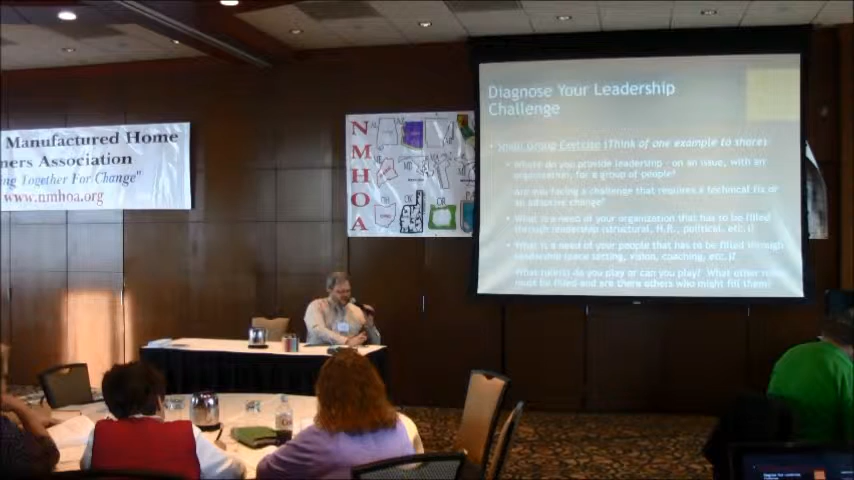 Manufactured Home
ners Association
ng Together For Change"
www.nmhoa.org
NMHOA
Diagnose Your Leadership
Challenge
Small Group Exercise (Think of one example to share)
Where do you provide leadership - on an issue, with an
organization, for a group of people?
Are you facing a challenge that requires a technical fix or
an adaptive change?
What is a need of your organization that has to be filled
through leadership (structural, H.R., political, etc.)?
What is a need of your people that has to be filled through
leadership space setting, vision, coaching, etc.)?
What role(s) do you play or can you play? What other roles
must be filled and are there others who might fill them?